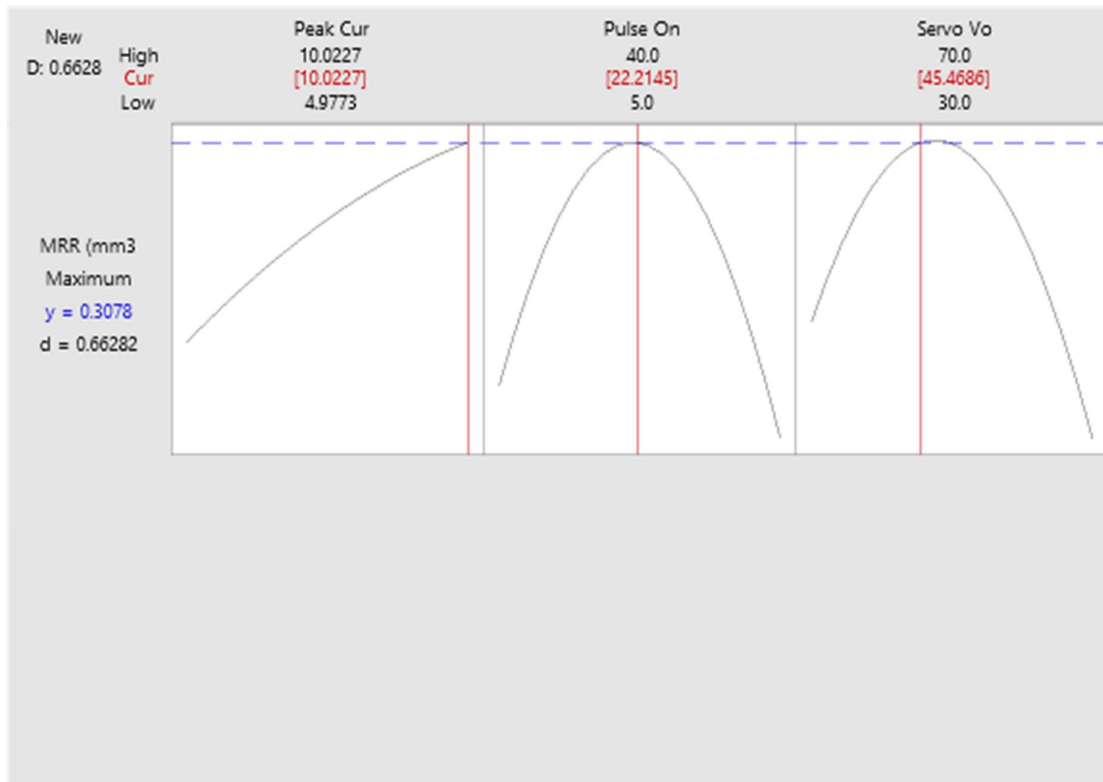 New
D: 0.6628
High
Cur
Low
Peak Cur
10.0227
[10.0227]
4.9773
Pulse On
40.0
[22.2145]
5.0
Servo Vo
70.0
[45.4686]
30.0
MRR (mm3
Maximum
y = 0.3078
d = 0.66282